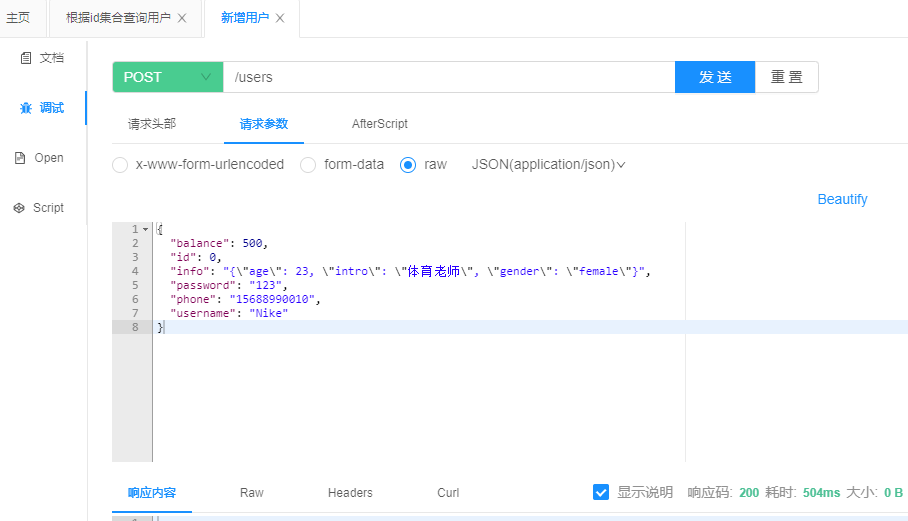 主页 根据id集合查询用户 新增用户
文档
调试
Open
Script
POST /users 发 送 重 置
请求头部 请求参数 AfterScript
x-www-form-urlencoded form-data raw JSON(application/json)
Beautify
1 {
2 "balance": 500,
3 "id": 0,
4 "info": "{\"age\": 23, \"intro\": \"体育老师\", \"gender\": \"female\"}",
5 "password": "123",
6 "phone": "15688990010",
7 "username": "Nike"
8 }
响应内容 Raw Headers Curl 显示说明 响应码: 200 耗时: 504ms 大小: 0 B